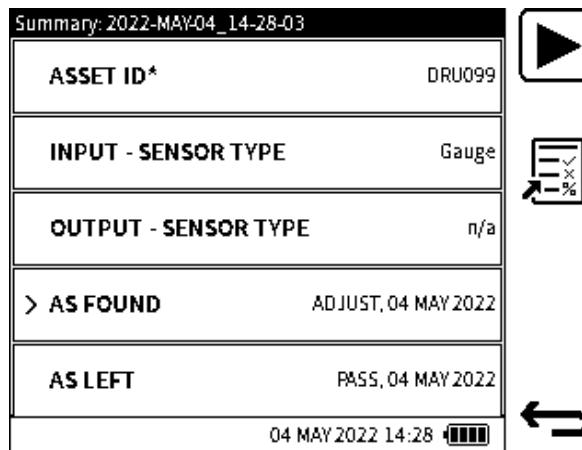 Summary: 2022-MAY-04_14-28-03
ASSET ID* DRU099
INPUT - SENSOR TYPE Gauge
OUTPUT - SENSOR TYPE n/a
> AS FOUND ADJUST, 04 MAY 2022
AS LEFT PASS, 04 MAY 2022
04 MAY 2022 14:28